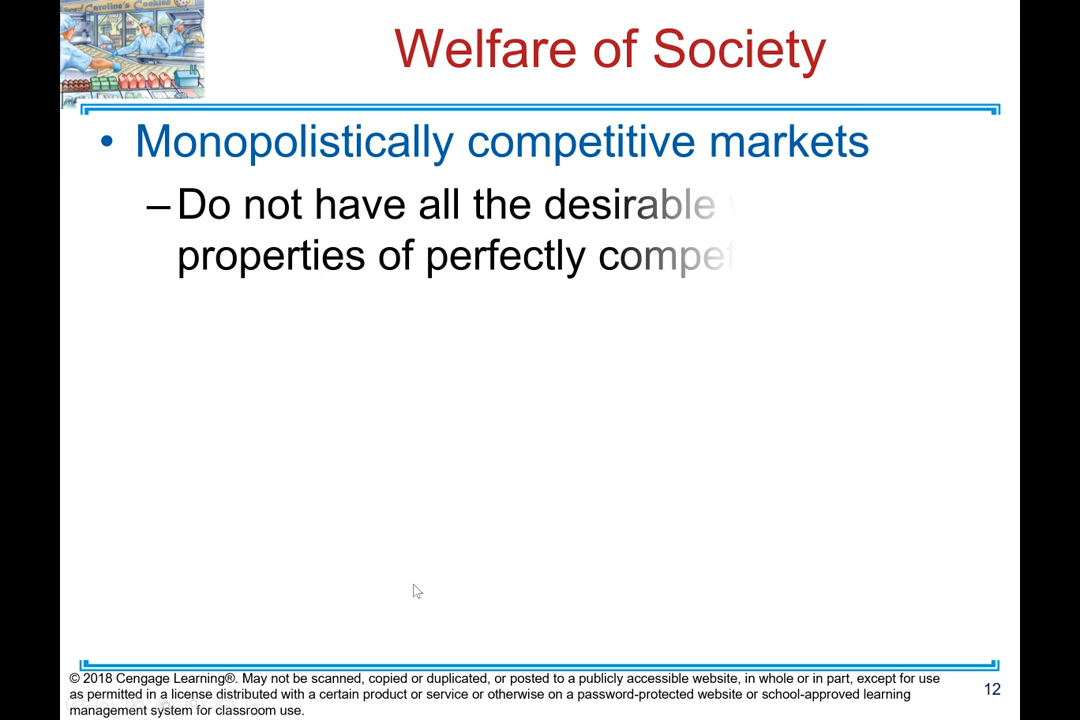 Carolina's Cookies
Welfare of Society
• Monopolistically competitive markets
– Do not have all the desirable
properties of perfectly compet
© 2018 Cengage Learning®. May not be scanned, copied or duplicated, or posted to a publicly accessible website, in whole or in part, except for use
as permitted in a license distributed with a certain product or service or otherwise on a password-protected website or school-approved learning
management system for classroom use.
12